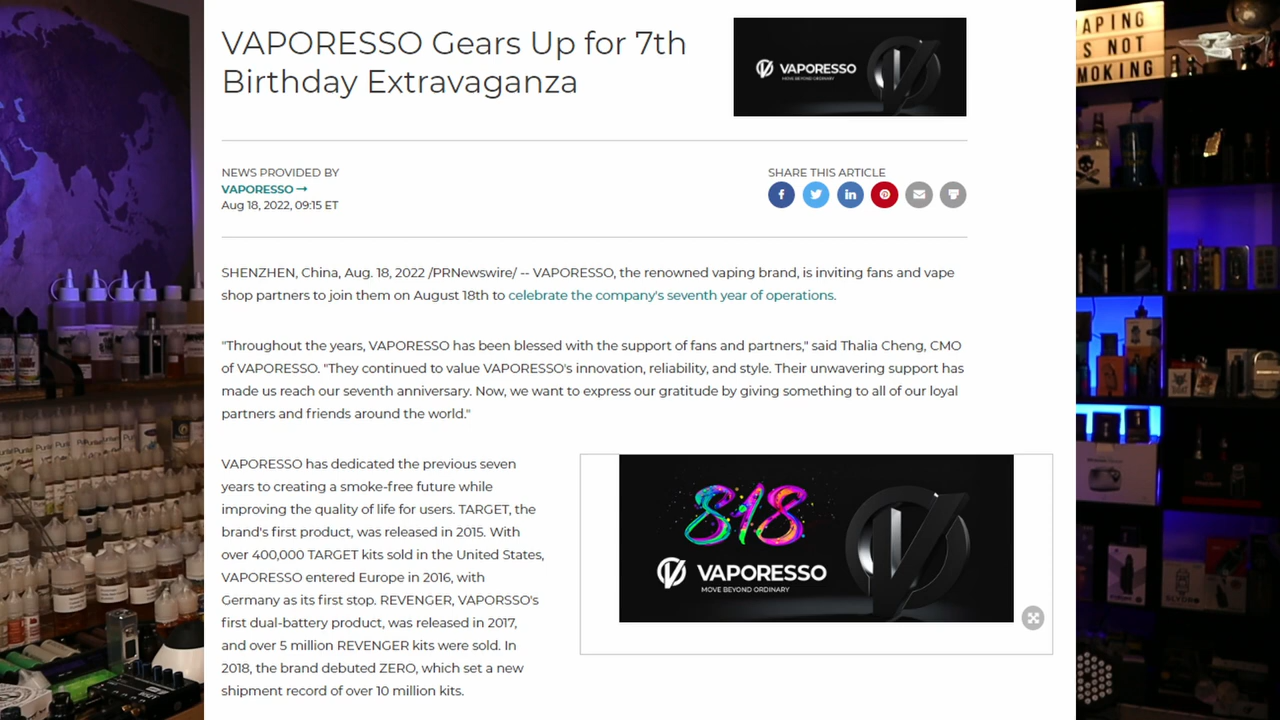 VAPORESSO Gears Up for 7th
Birthday Extravaganza
VAPORESSO
MOVE BEYOND ORDINARY
APING
S NOT
MOKING
NEWS PROVIDED BY
VAPORESSO
Aug 18, 2022, 09:15 ET
SHARE THIS ARTICLE
SHENZHEN, China, Aug. 18, 2022 /PRNewswire/ -- VAPORESSO, the renowned vaping brand, is inviting fans and vape
shop partners to join them on August 18th to celebrate the company's seventh year of operations.
"Throughout the years, VAPORESSO has been blessed with the support of fans and partners," said Thalia Cheng, CMO
of VAPORESSO. "They continued to value VAPORESSO's innovation, reliability, and style. Their unwavering support has
made us reach our seventh anniversary. Now, we want to express our gratitude by giving something to all of our loyal
partners and friends around the world."
VAPORESSO has dedicated the previous seven
years to creating a smoke-free future while
improving the quality of life for users. TARGET, the
brand's first product, was released in 2015. With
over 400,000 TARGET kits sold in the United States,
VAPORESSO entered Europe in 2016, with
Germany as its first stop. REVENGER, VAPORSSO's
first dual-battery product, was released in 2017,
and over 5 million REVENGER kits were sold. In
2018, the brand debuted ZERO, which set a new
shipment record of over 10 million kits.
818
VAPORESSO
MOVE BEYOND ORDINARY